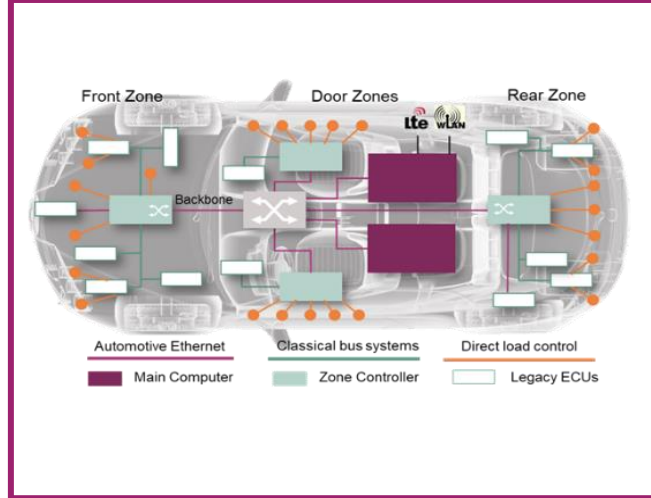 Front Zone
Door Zones
Rear Zone
Lte
WLAN
Backbone
Automotive Ethernet
Classical bus systems
Direct load control
Main Computer
Zone Controller
Legacy ECUs